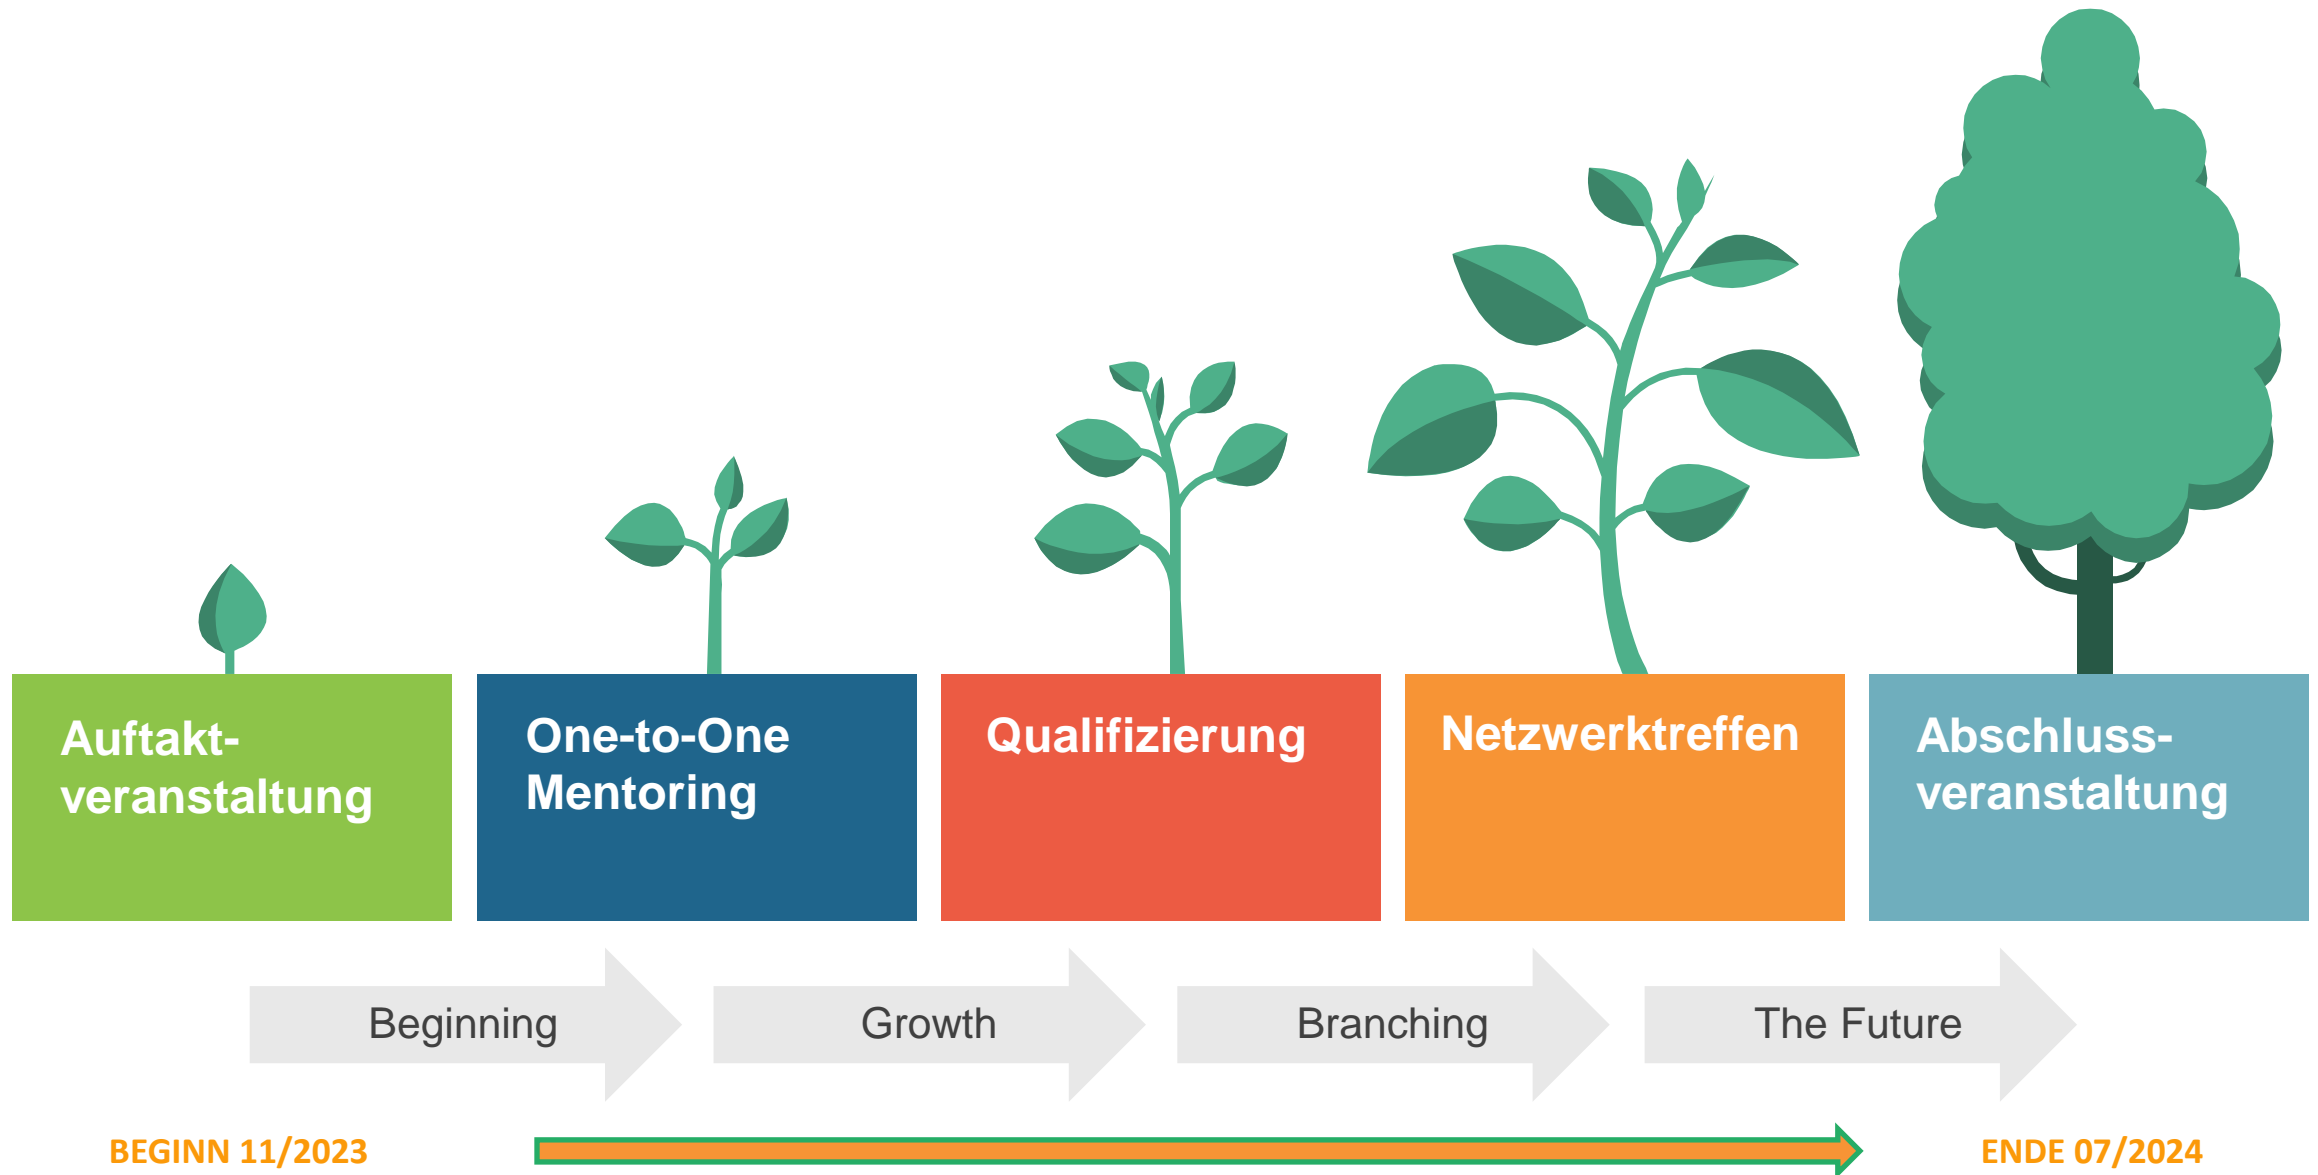 Auftakt-
veranstaltung
One-to-One
Mentoring
Qualifizierung
Netzwerktreffen
Abschluss-
veranstaltung
Beginning
Growth
Branching
The Future
BEGINN 11/2023
ENDE 07/2024